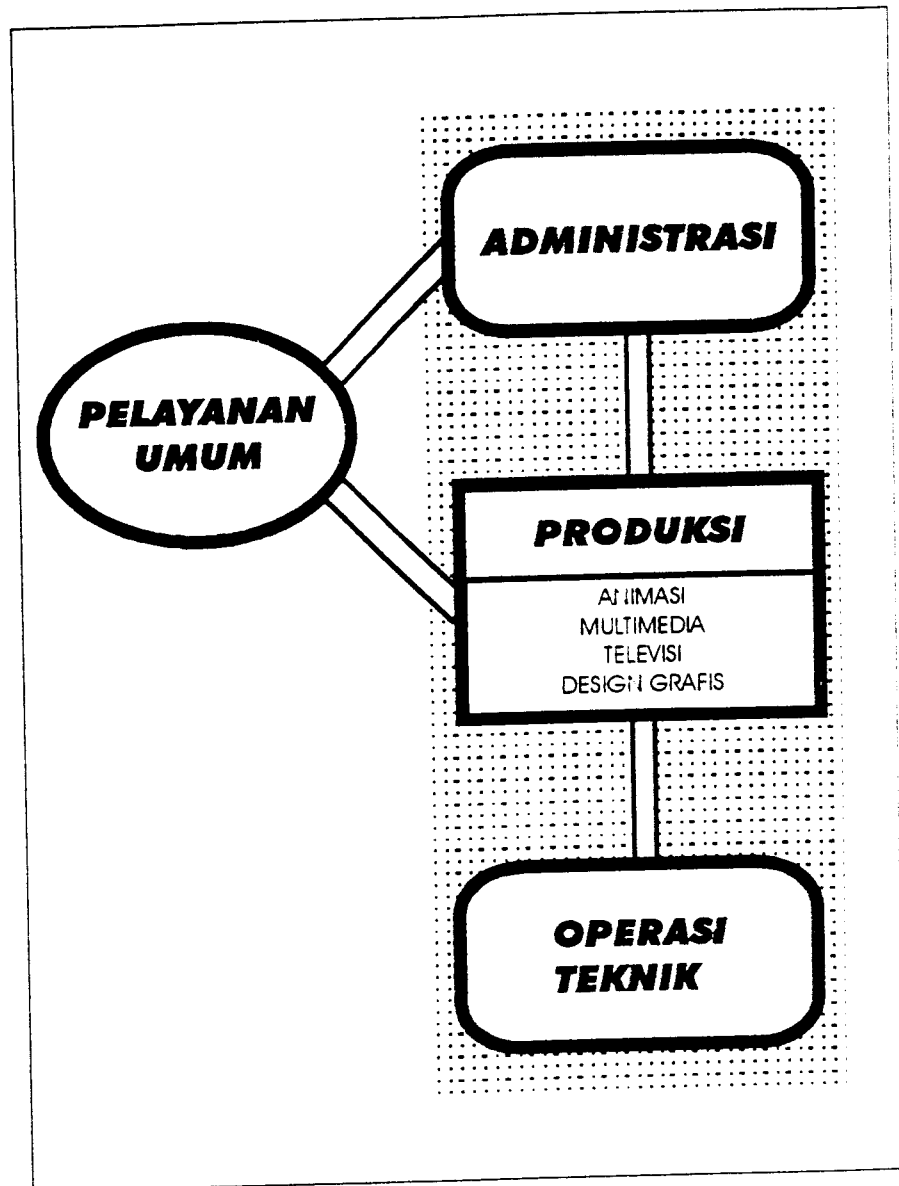 ADMINISTRASI
PELAYANAN
UMUM
PRODUKSI
ANIMASI
MULTIMEDIA
TELEVISI
DESIGN GRAFIS
OPERASI
TEKNIK